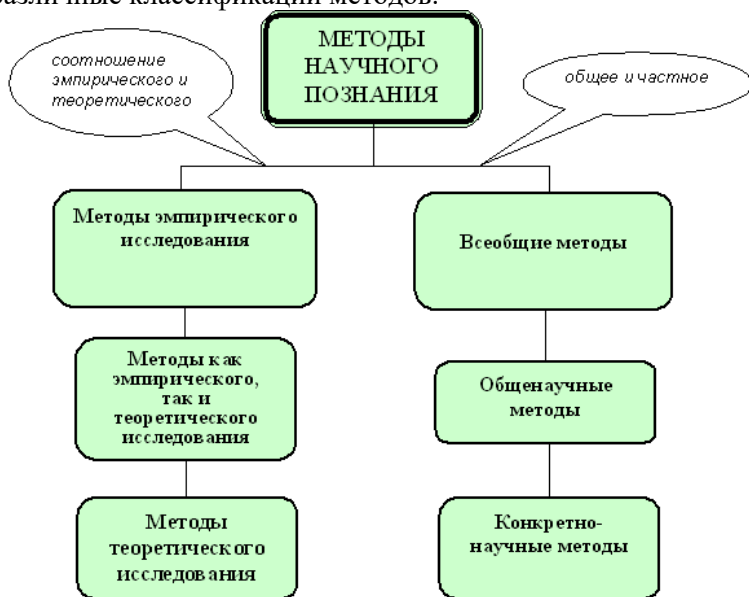 различные классификации методов.
МЕТОДЫ
НАУЧНОГО
ПОЗНАНИЯ
соотношение
эмпирического и
теоретического
общее и частное
Методы эмпирического
исследования
Всеобщие методы
Методы как
эмпирического,
так и
теоретического
исследования
Общенаучные
методы
Методы
теоретического
исследования
Конкретно-
научные методы